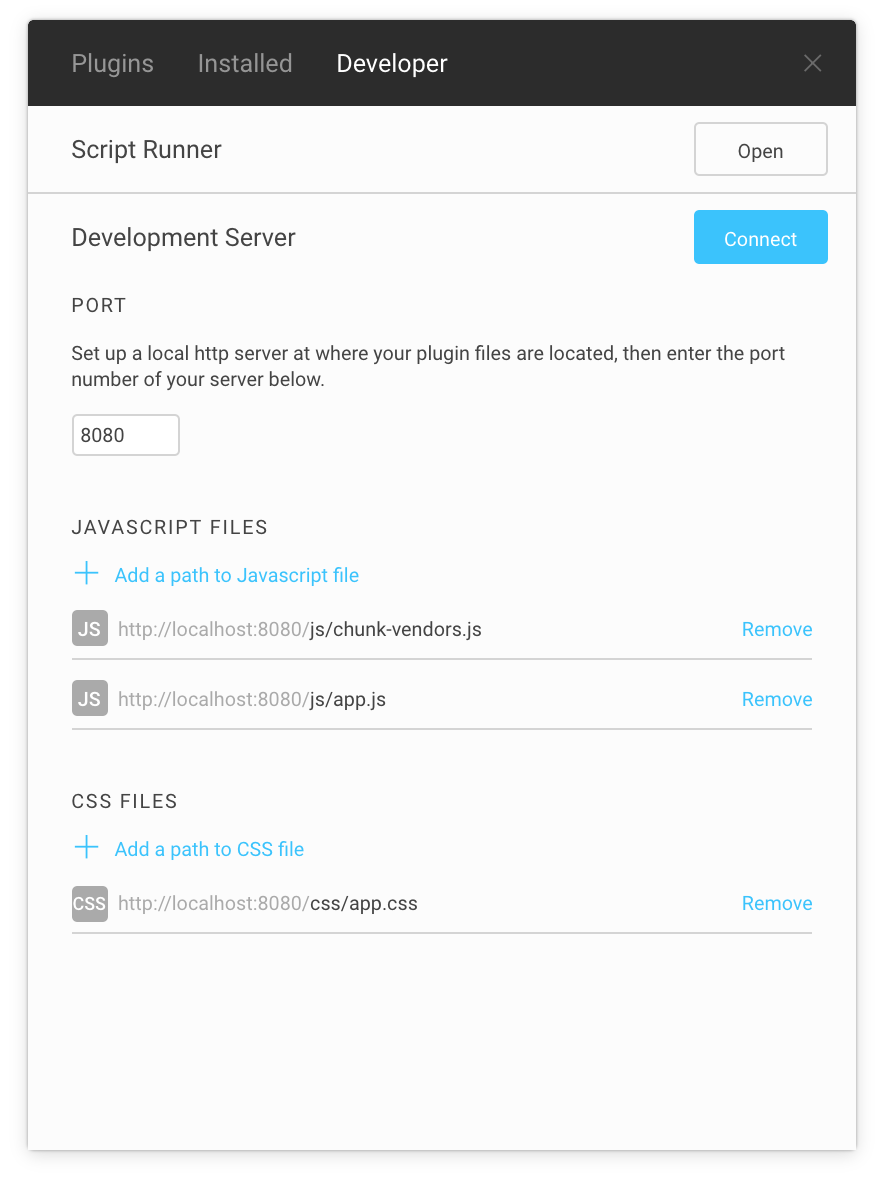 Plugins Installed Developer
Script Runner
Open
Development Server
Connect
PORT
Set up a local http server at where your plugin files are located, then enter the port
number of your server below.
8080
JAVASCRIPT FILES
Add a path to Javascript file
JS http://localhost:8080/js/chunk-vendors.js Remove
JS http://localhost:8080/js/app.js Remove
CSS FILES
Add a path to CSS file
CSS http://localhost:8080/css/app.css Remove